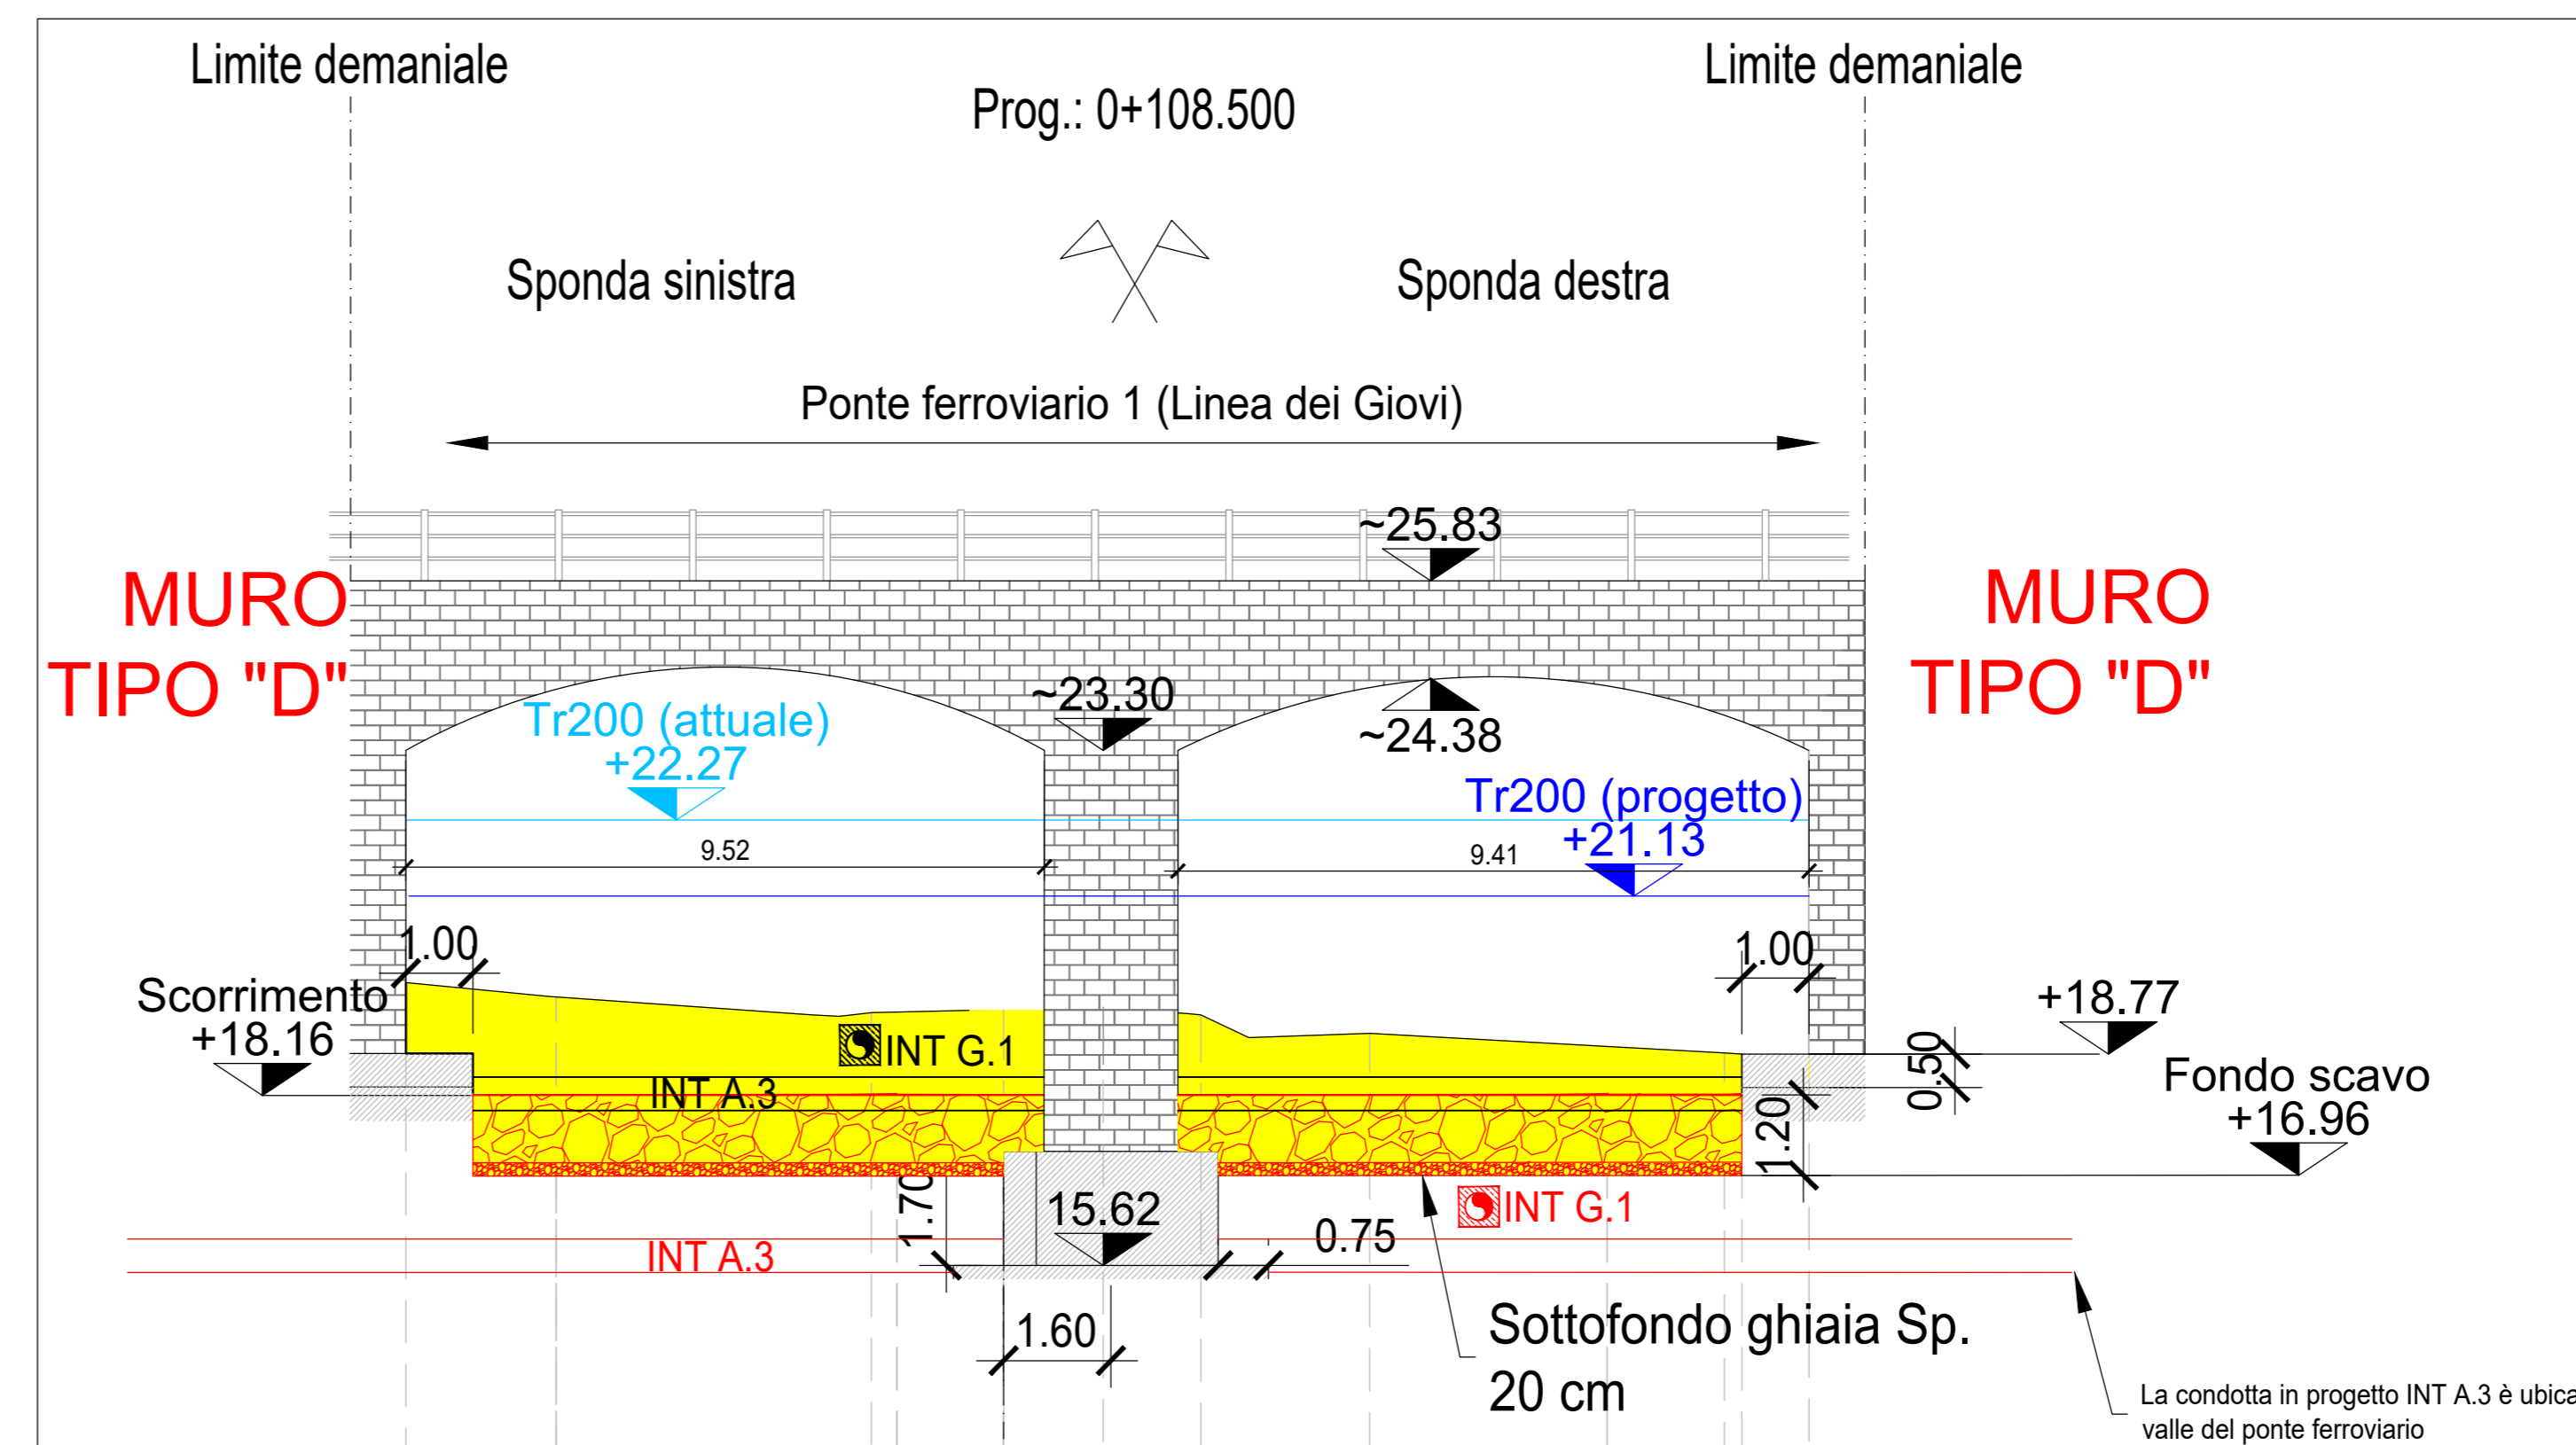 Limite demaniale
Limite demaniale
Prog.: 0+108.500
Sponda sinistra
Sponda destra
Ponte ferroviario 1 (Linea dei Giovi)
~25.83
MURO
TIPO "D"
MURO
TIPO "D"
~23.30
~24.38
Tr200 (attuale)
+22.27
Tr200 (progetto)
+21.13
9.52
9.41
1.00
1.00
Scorrimento
+18.16
+18.77
0.50
INT G.1
INT A.3
Fondo scavo
+16.96
1.20
1.70
15.62
INT G.1
0.75
INT A.3
1.60
Sottofondo ghiaia Sp.
20 cm
La condotta in progetto INT A.3 è ubica
valle del ponte ferroviario